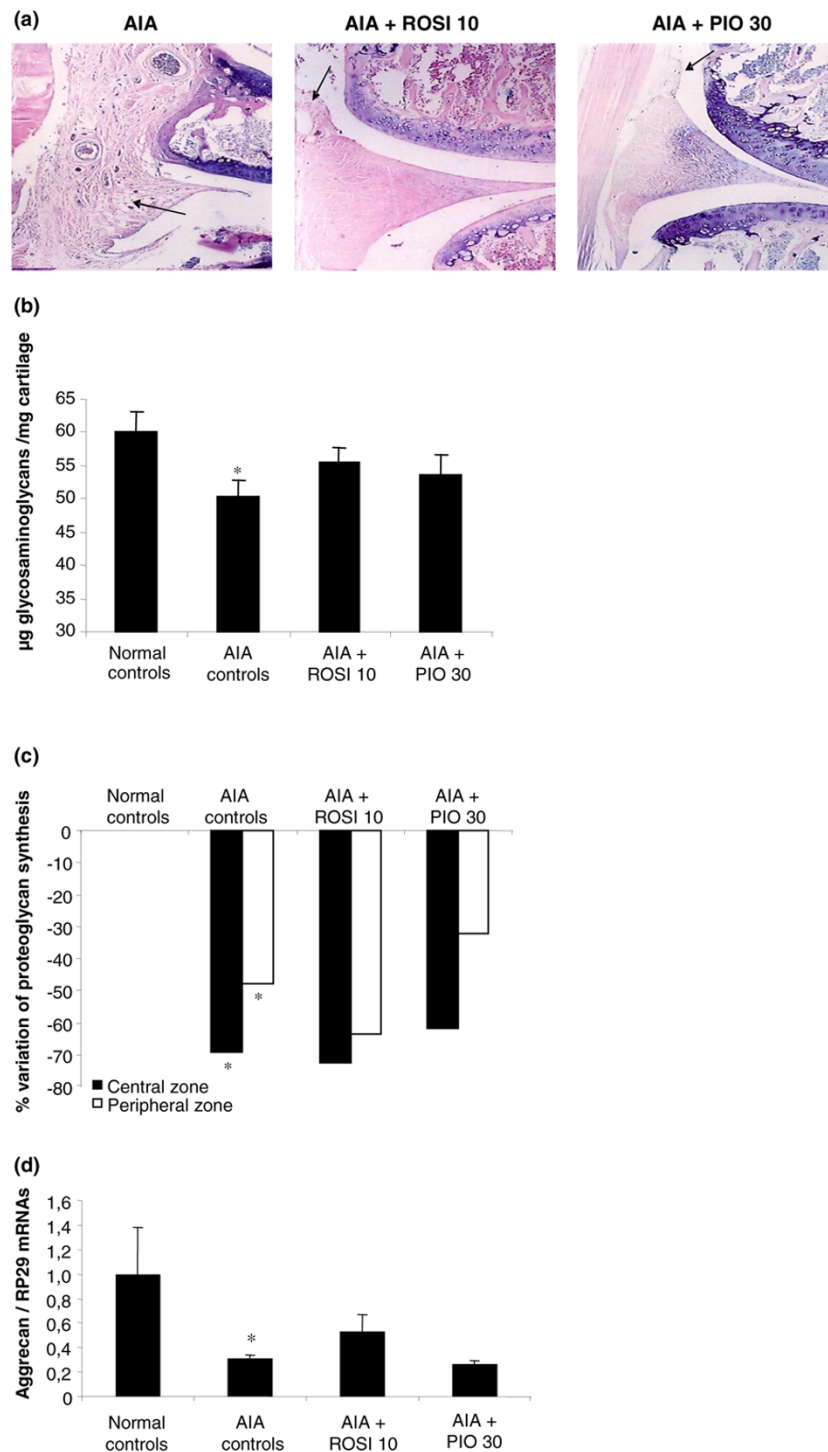 (a)
AIA
AIA + ROSI 10
AIA + PIO 30
(b)
µg glycosaminoglycans /mg cartilage
65
60
55
50
45
40
35
30
Normal controls
AIA controls
AIA + ROSI 10
AIA + PIO 30
*
(c)
% variation of proteoglycan synthesis
Normal controls
AIA controls
AIA + ROSI 10
AIA + PIO 30
0
-10
-20
-30
-40
-50
-60
-70
-80
*
*
Central zone
Peripheral zone
(d)
Aggrecan / RP29 mRNAs
1,6
1,4
1,2
1,0
0,8
0,6
0,4
0,2
0
*
Normal controls
AIA controls
AIA + ROSI 10
AIA + PIO 30